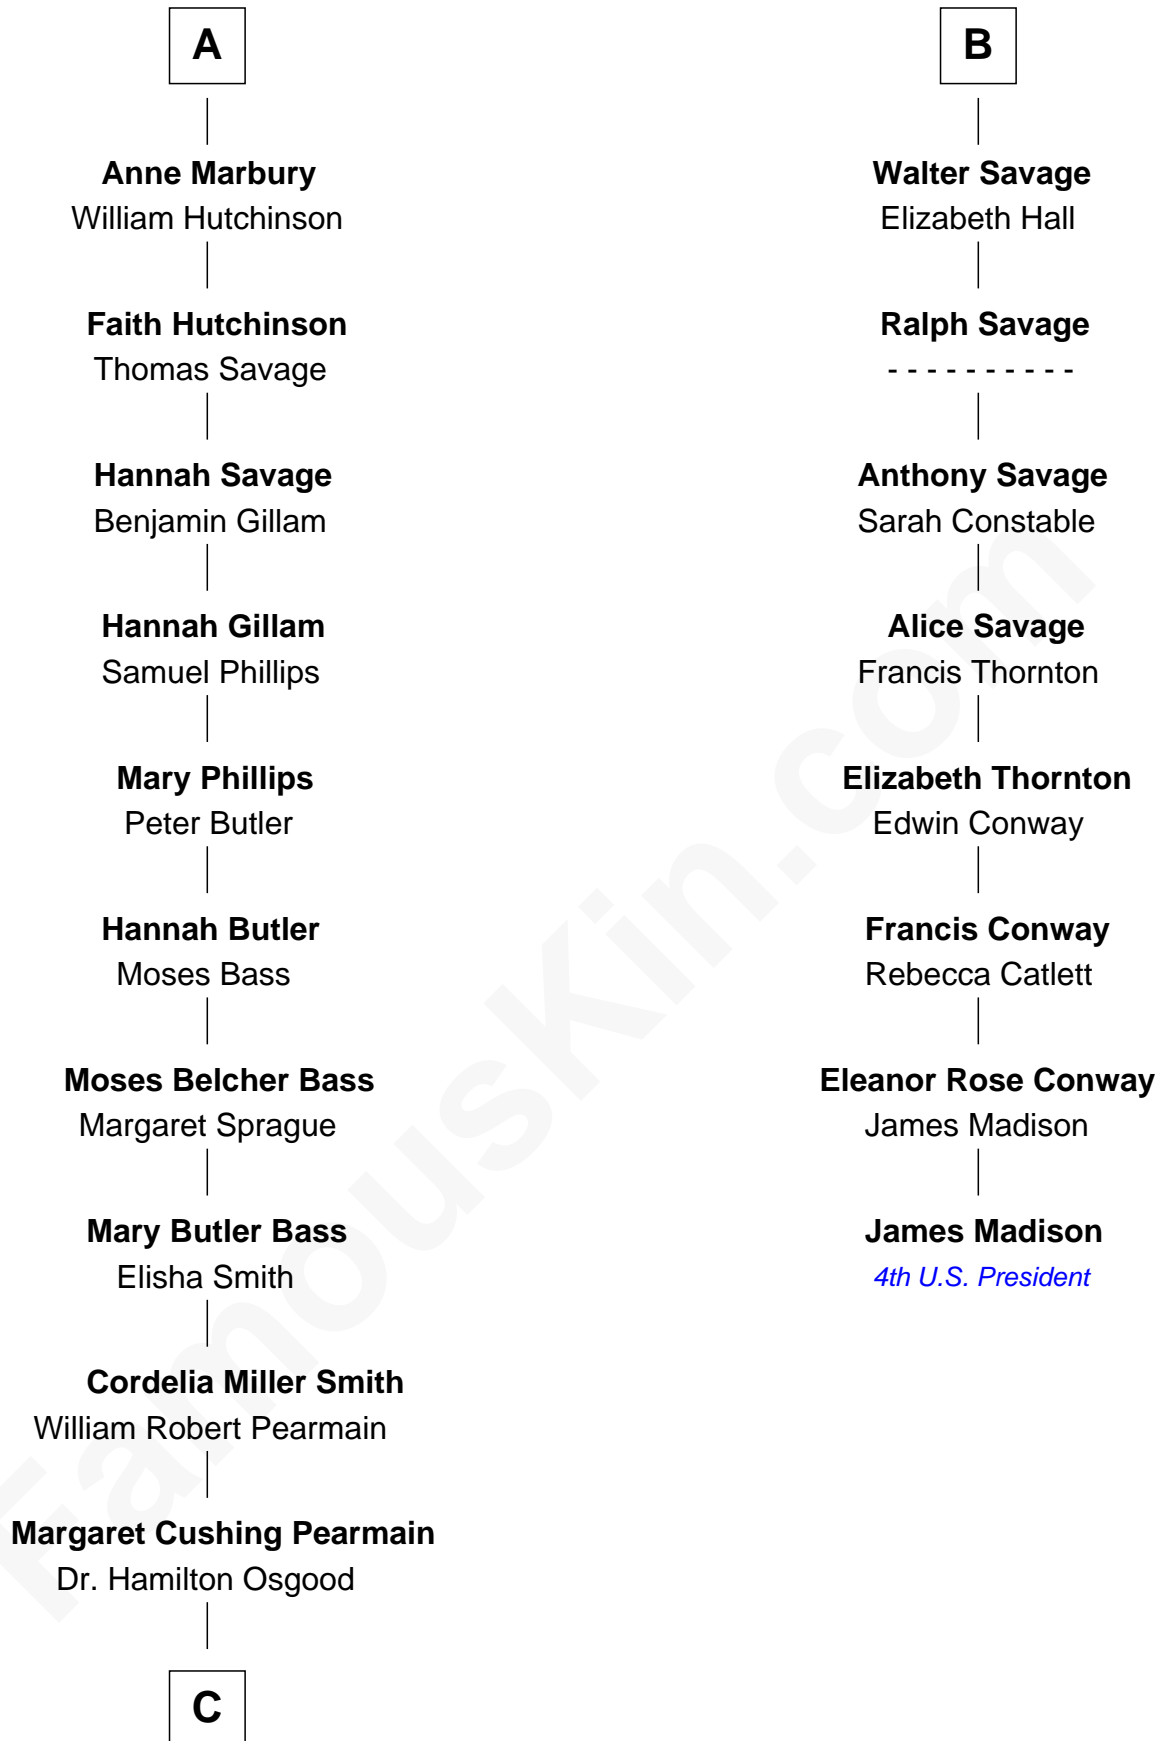 A
Anne Marbury
William Hutchinson
Faith Hutchinson
Thomas Savage
Hannah Savage
Benjamin Gillam
Hannah Gillam
Samuel Phillips
Mary Phillips
Peter Butler
Hannah Butler
Moses Bass
Moses Belcher Bass
Margaret Sprague
Mary Butler Bass
Elisha Smith
Cordelia Miller Smith
William Robert Pearmain
Margaret Cushing Pearmain
Dr. Hamilton Osgood
C
B
Walter Savage
Elizabeth Hall
Ralph Savage
- - - - - - - - - -
Anthony Savage
Sarah Constable
Alice Savage
Francis Thornton
Elizabeth Thornton
Edwin Conway
Francis Conway
Rebecca Catlett
Eleanor Rose Conway
James Madison
James Madison
4th U.S. President
FamousKin.com